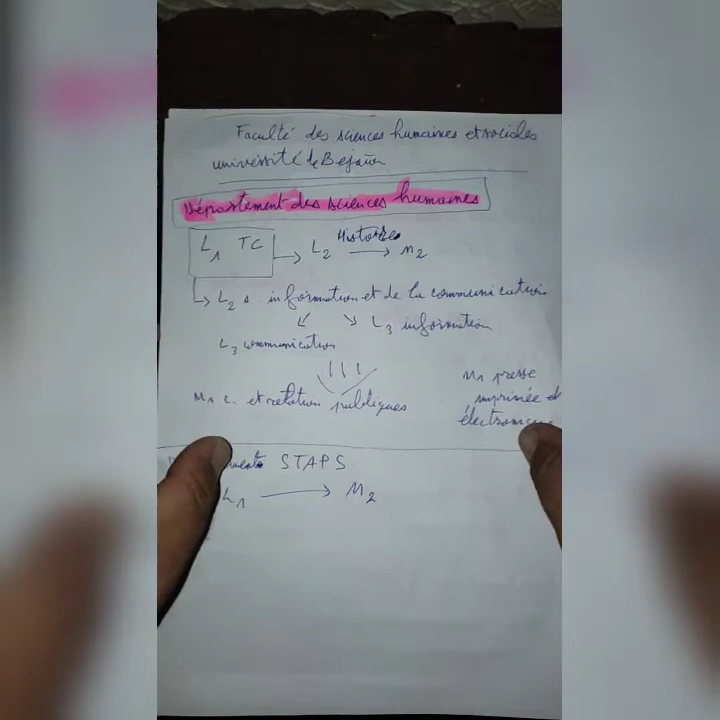 Faculté des sciences humaines et sociales
université de Bejaïa
Département des sciences humaines
L1 TC → L2 Histoire → M2
L2 s. information et de la communication
L3 information
L3 communication
M1 presse
M1 c. et relation publiques
imprimée et
électronique
STAPS
L1 → M2